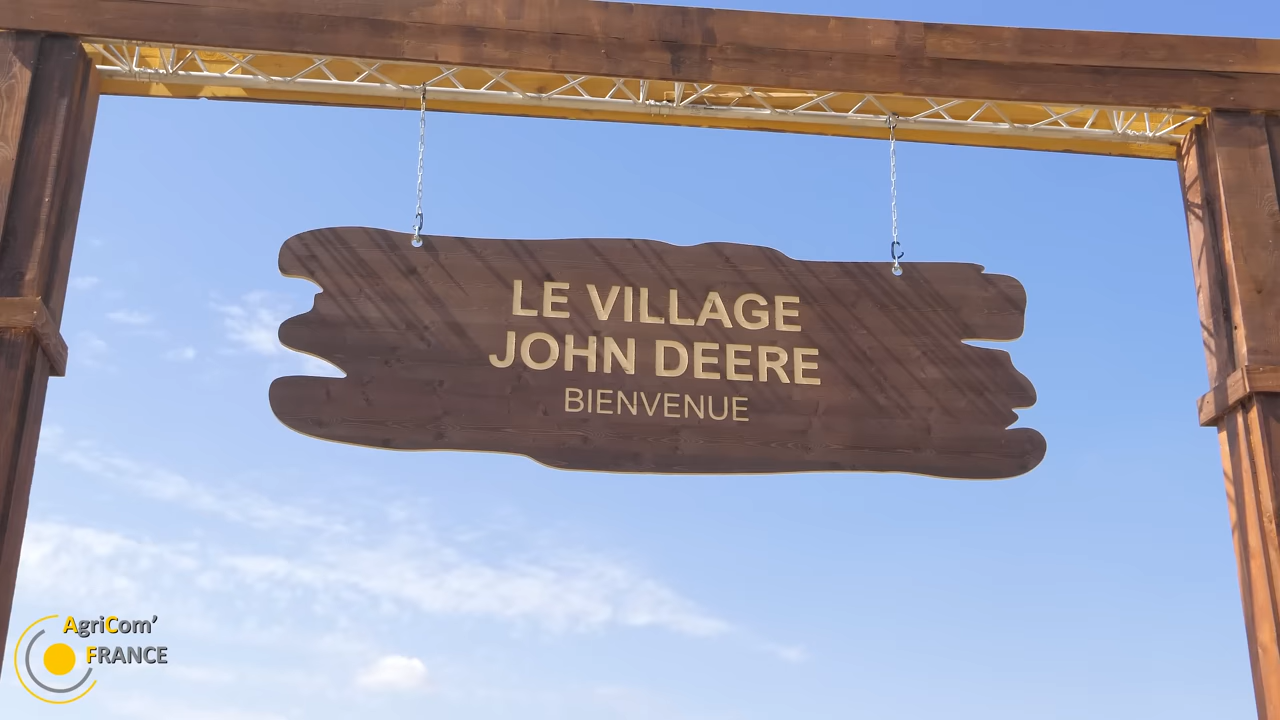 LE VILLAGE
JOHN DEERE
BIENVENUE
AgriCom'
FRANCE